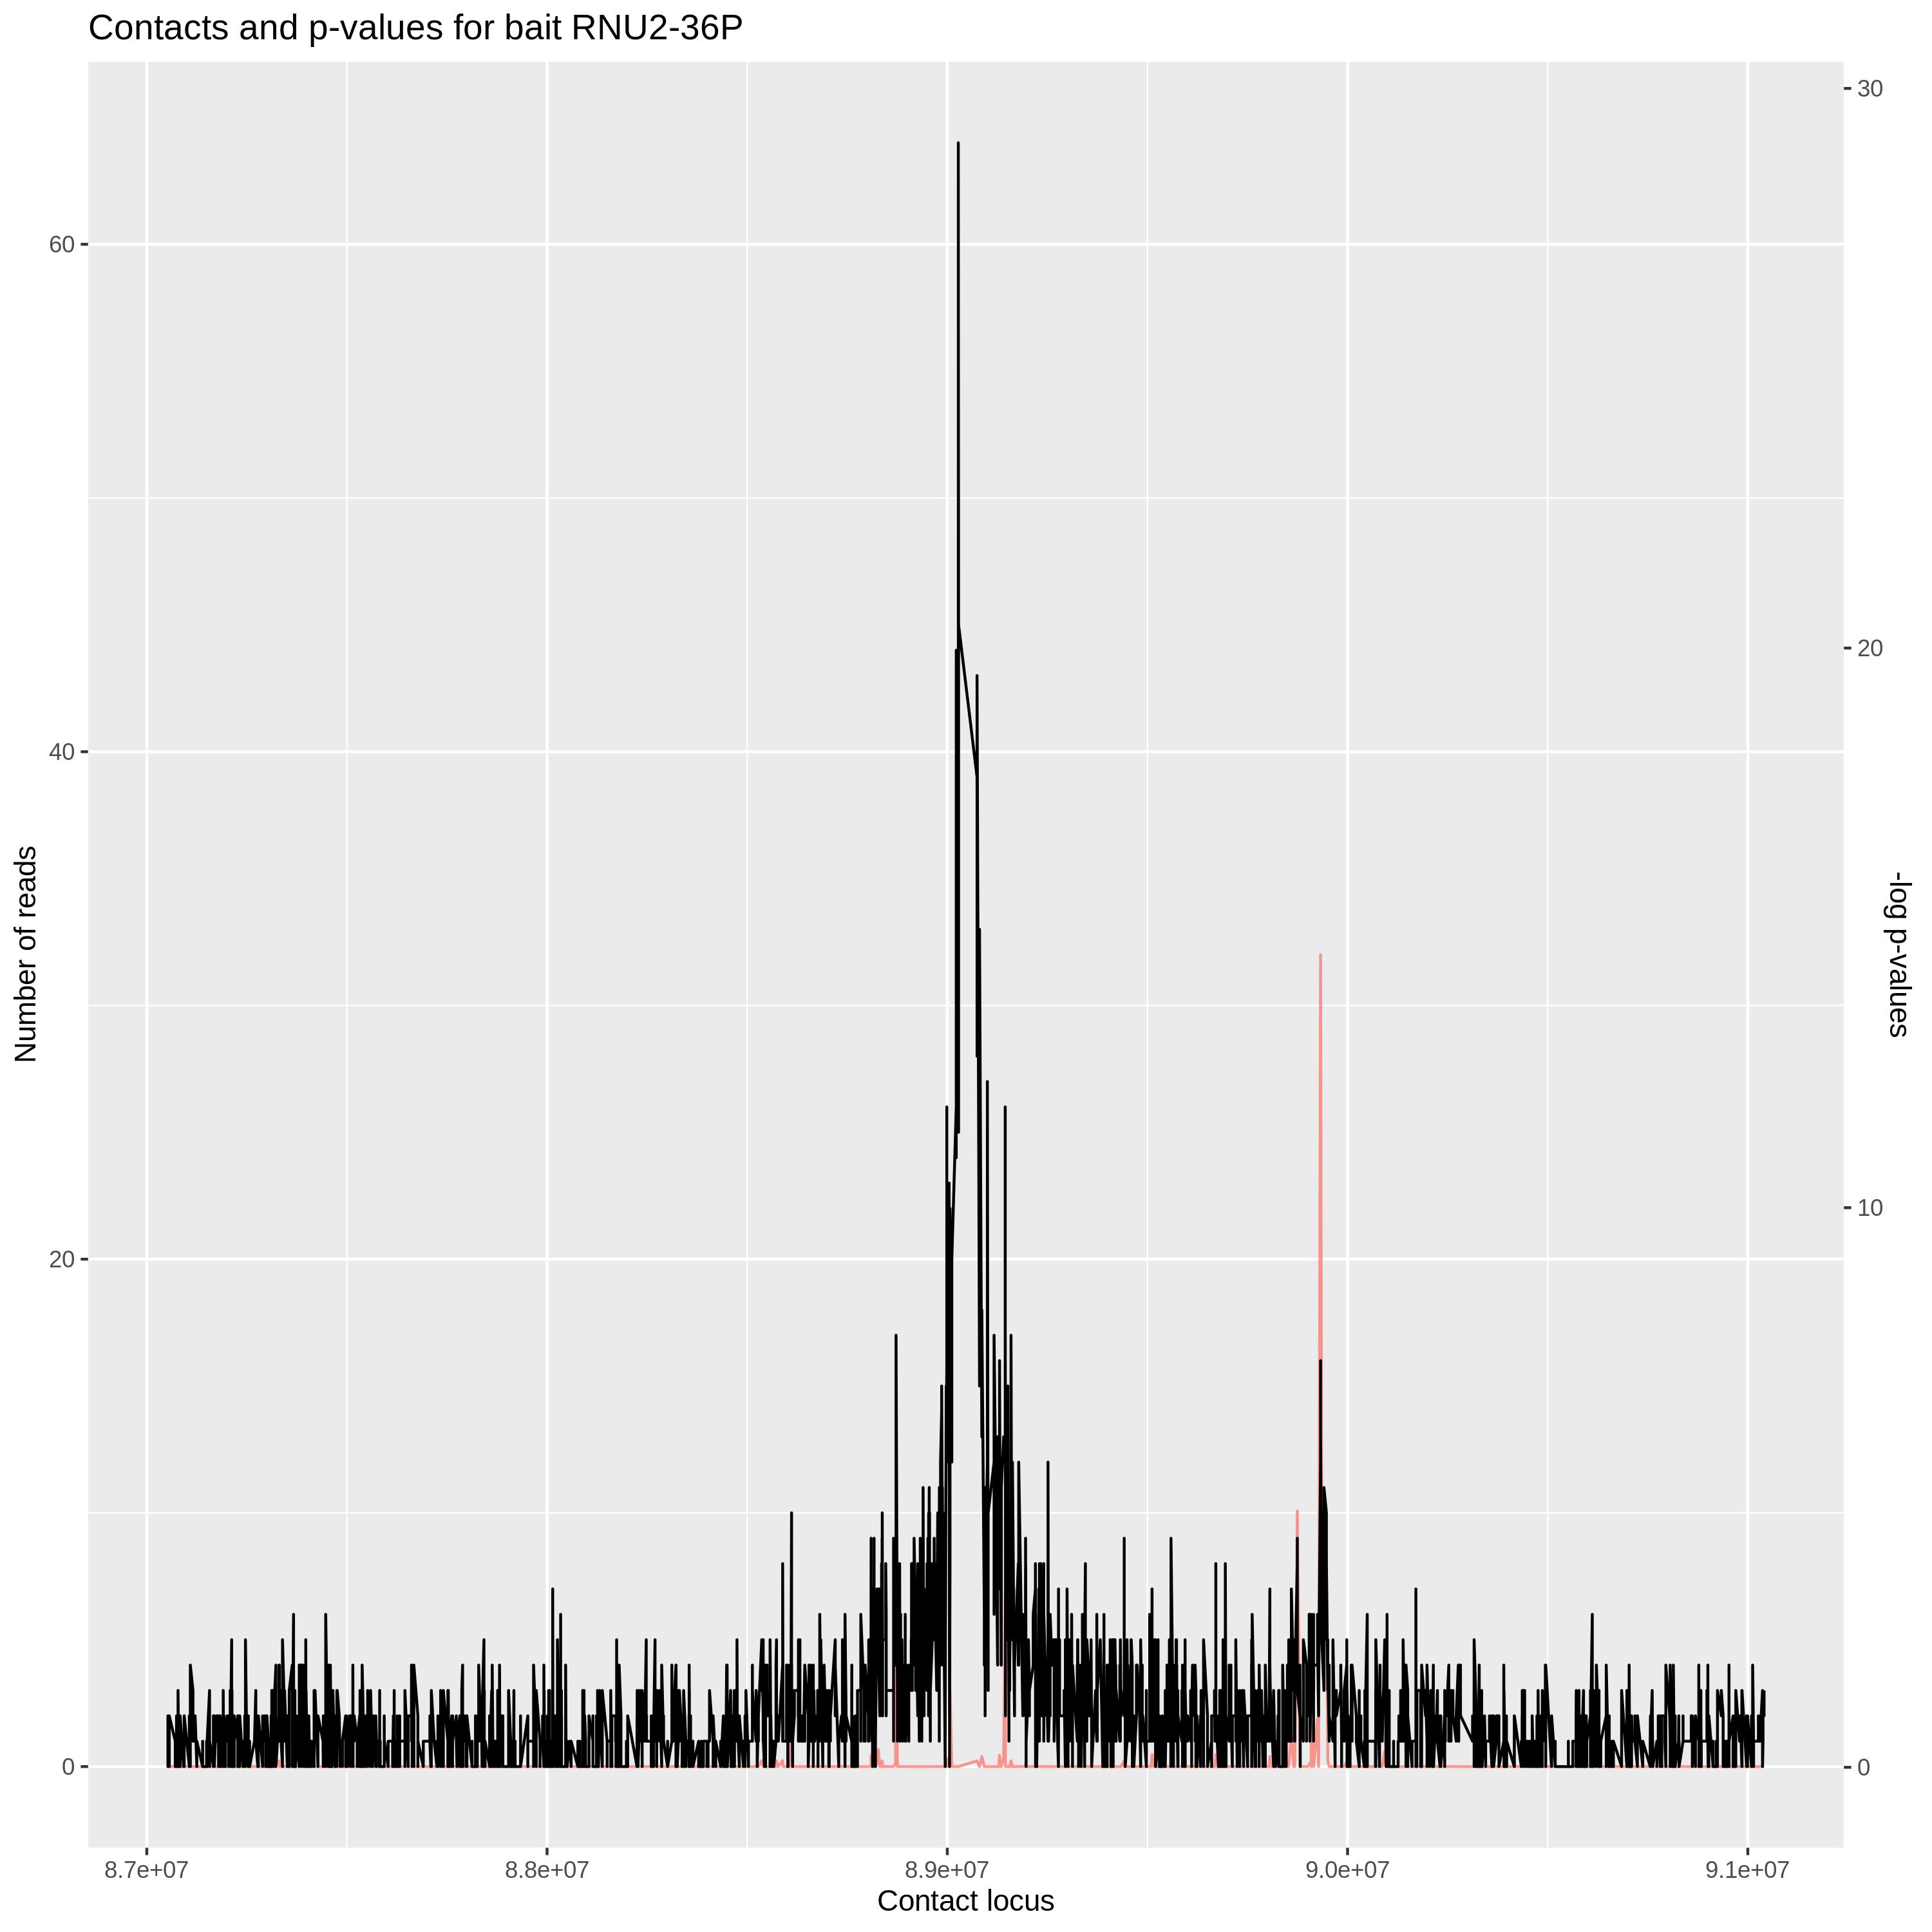 Contacts and p-values for bait RNU2-36P
Number of reads
60
40
20
0
30
20
10
0
-log p-values
8.7e+07 8.8e+07 8.9e+07 9.0e+07 9.1e+07
Contact locus